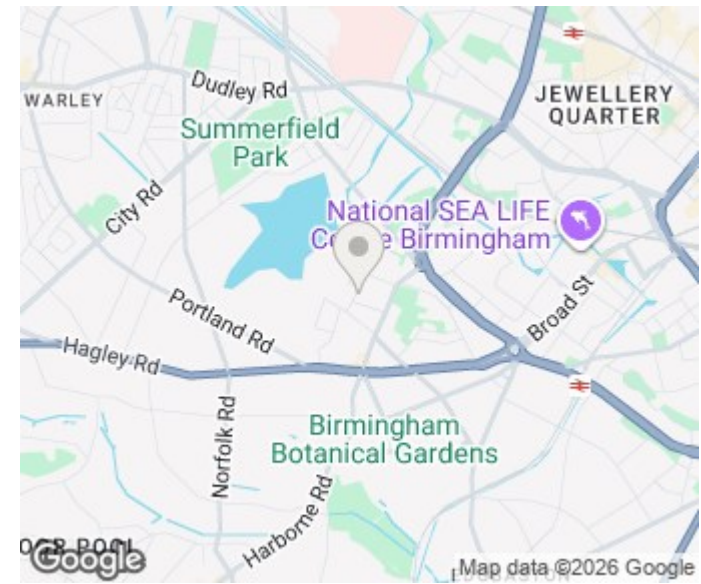 Dudley Rd
WARLEY
JEWELLERY
QUARTER
Summerfield
Park
City Rd
National SEA LIFE
Birmingham
Broad St
Portland Rd
Hagley Rd
Norfolk Rd
Birmingham
Botanical Gardens
Harborne Rd
POOL
Google
Map data ©2026 Google